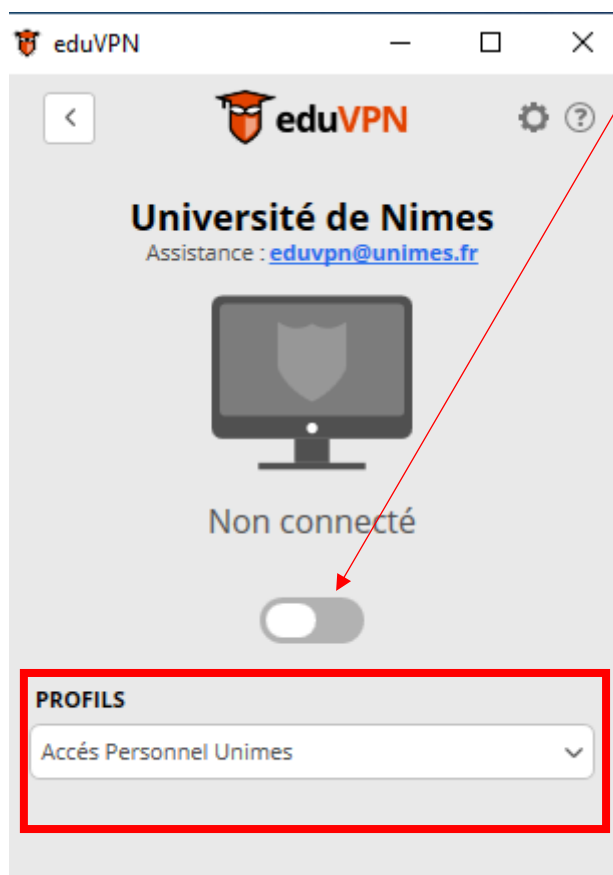 eduVPN
eduVPN
Université de Nimes
Assistance : eduvpn@unimes.fr
Non connecté
PROFILS
Accés Personnel Unimes